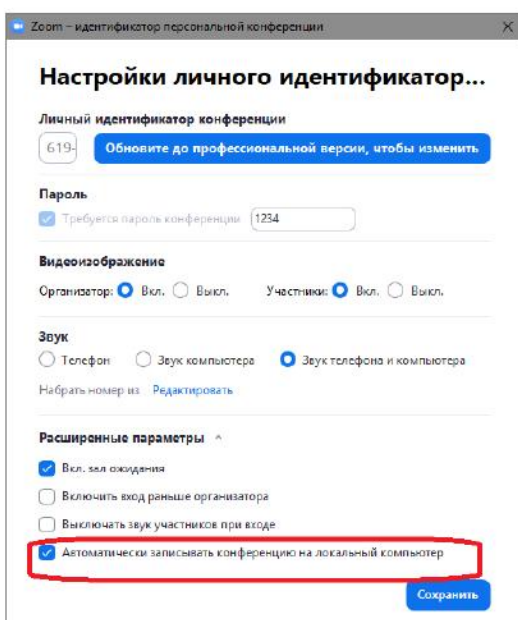 Zoom – идентификатор персональной конференции
Настройки личного идентификатор...
Личный идентификатор конференции
619- Обновите до профессиональной версии, чтобы изменить
Пароль
Требуется пароль конференции 1234
Видеоизображение
Организатор: Вкл. Выкл. Участники: Вкл. Выкл.
Звук
Телефон Звук компьютера Звук телефона и компьютера
Набрать номер из Редактировать
Расширенные параметры
Вкл. зал ожидания
Включить вход раньше организатора
Выключать звук участников при входе
Автоматически записывать конференцию на локальный компьютер
Сохранить